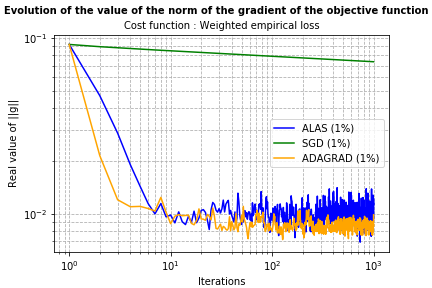 Evolution of the value of the norm of the gradient of the objective function
Cost function : Weighted empirical loss
Real value of ||g||
10⁻¹
10⁻²
ALAS (1%)
SGD (1%)
ADAGRAD (1%)
10⁰
10¹
10²
10³
Iterations